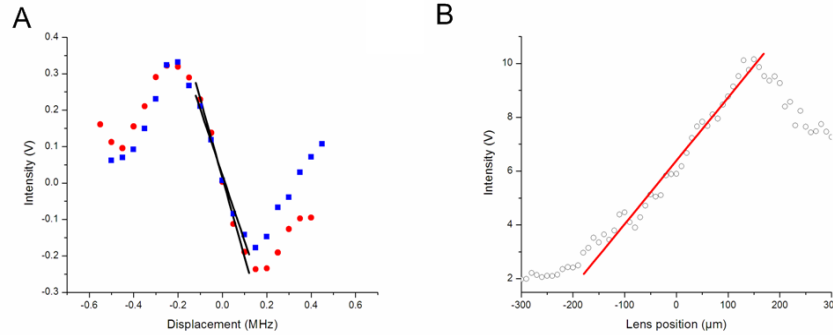 A
B
0.4
0.3
0.2
0.1
0.0
-0.1
-0.2
-0.3
Intensity (V)
-0.6 -0.4 -0.2 0.0 0.2 0.4 0.6
Displacement (MHz)
10
8
6
4
2
Intensity (V)
-300 -200 -100 0 100 200 300
Lens position (µm)